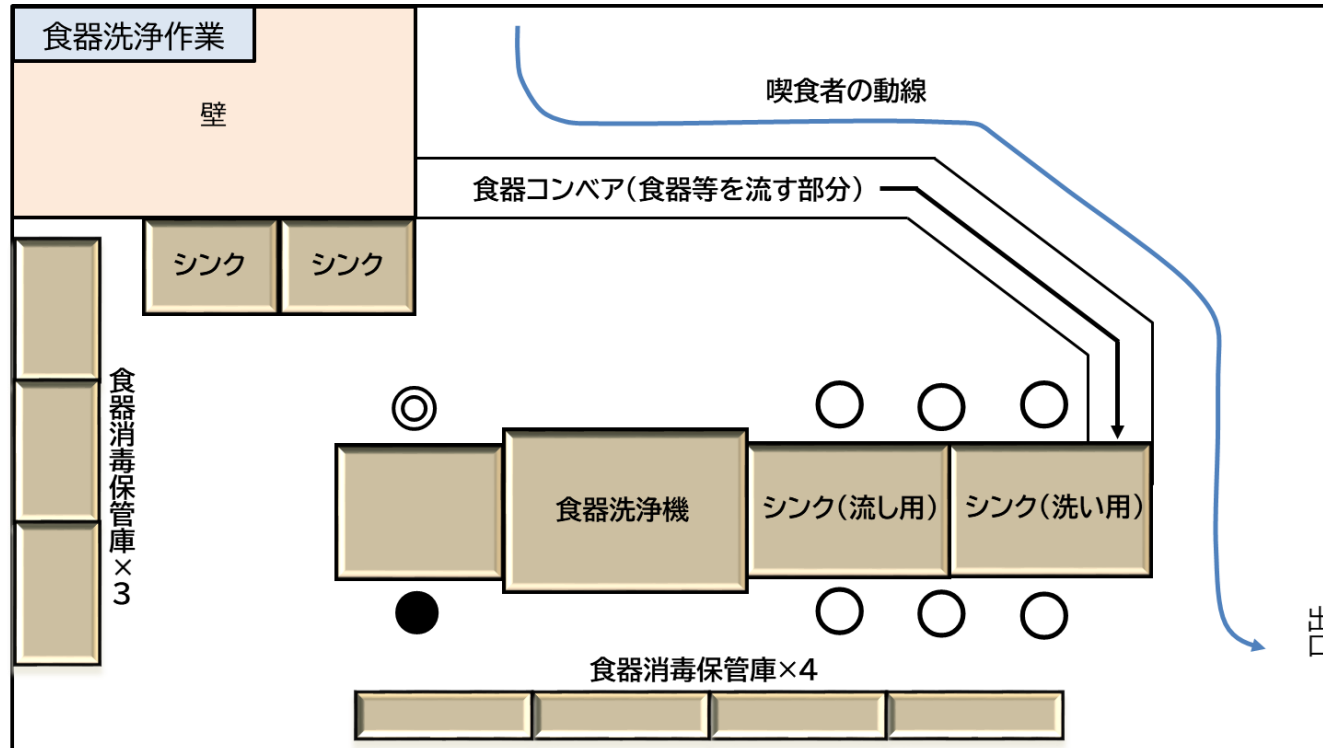 食器洗浄作業
壁
喫食者の動線
食器コンベア（食器等を流す部分）
シンク
シンク
食器消毒保管庫×3
食器洗浄機
シンク（流し用）
シンク（洗い用）
出口
食器消毒保管庫×4